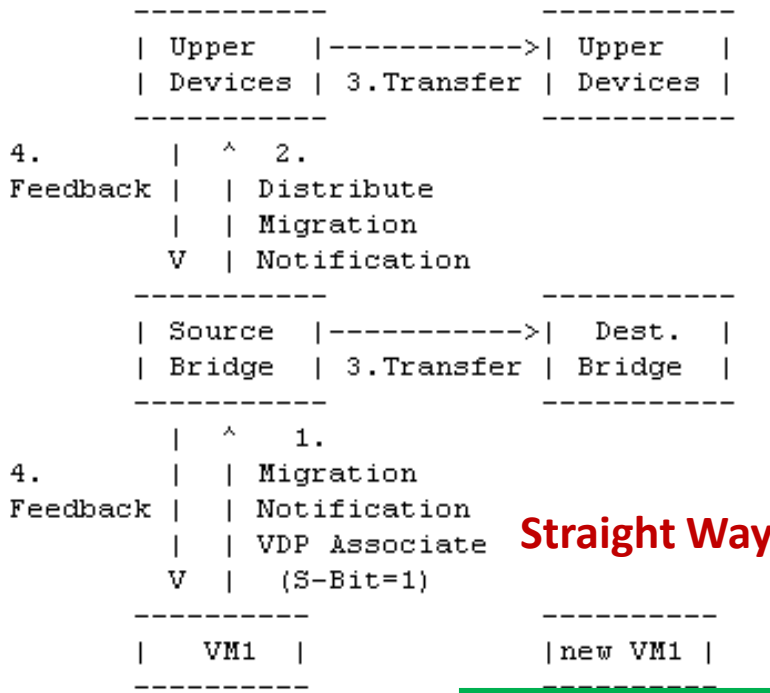 -----------             -----------
| Upper   |----------->| Upper   |
| Devices | 3.Transfer | Devices |
-----------             -----------
4.        |  ^  2.
Feedback |  | Distribute
|  | Migration
V  | Notification
-----------             -----------
| Source  |----------->|  Dest.  |
| Bridge  | 3.Transfer | Bridge  |
-----------             -----------
|  ^   1.
4.        |  | Migration
Feedback |  | Notification
|  | VDP Associate   Straight Way
V  |  (S-Bit=1)
----------              ----------
|   VM1  |              |new VM1 |
----------              ----------